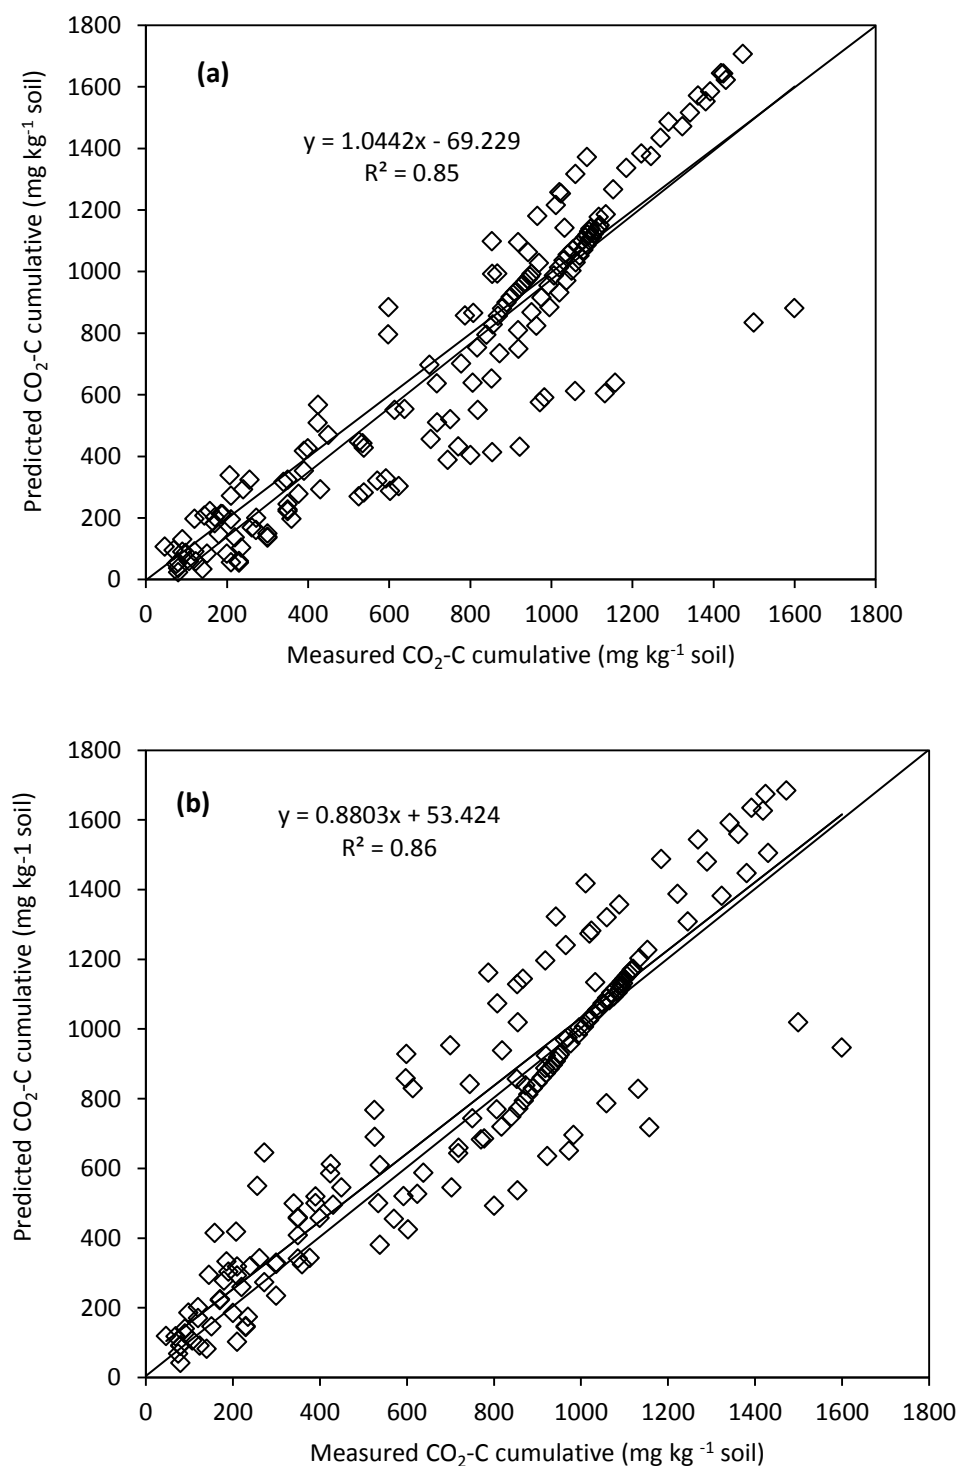 (a)
y = 1.0442x - 69.229
R² = 0.85
Predicted CO₂-C cumulative (mg kg⁻¹ soil)
1800
1600
1400
1200
1000
800
600
400
200
0
0 200 400 600 800 1000 1200 1400 1600 1800
Measured CO₂-C cumulative (mg kg⁻¹ soil)
(b)
y = 0.8803x + 53.424
R² = 0.86
Predicted CO₂-C cumulative (mg kg-1 soil)
1800
1600
1400
1200
1000
800
600
400
200
0
0 200 400 600 800 1000 1200 1400 1600 1800
Measured CO₂-C cumulative (mg kg ⁻¹ soil)